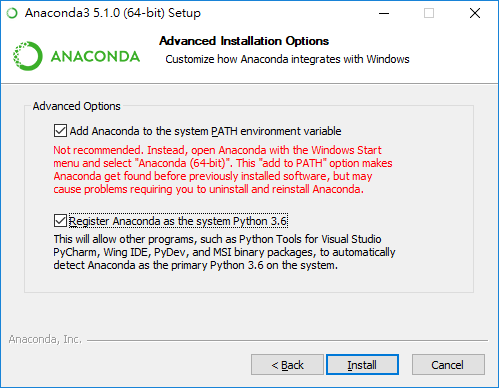 Anaconda3 5.1.0 (64-bit) Setup
Advanced Installation Options
Customize how Anaconda integrates with Windows
ANACONDA
Advanced Options
Add Anaconda to the system PATH environment variable
Not recommended. Instead, open Anaconda with the Windows Start
menu and select "Anaconda (64-bit)". This "add to PATH" option makes
Anaconda get found before previously installed software, but may
cause problems requiring you to uninstall and reinstall Anaconda.
Register Anaconda as the system Python 3.6
This will allow other programs, such as Python Tools for Visual Studio
PyCharm, Wing IDE, PyDev, and MSI binary packages, to automatically
detect Anaconda as the primary Python 3.6 on the system.
Anaconda, Inc.
< Back
Install
Cancel